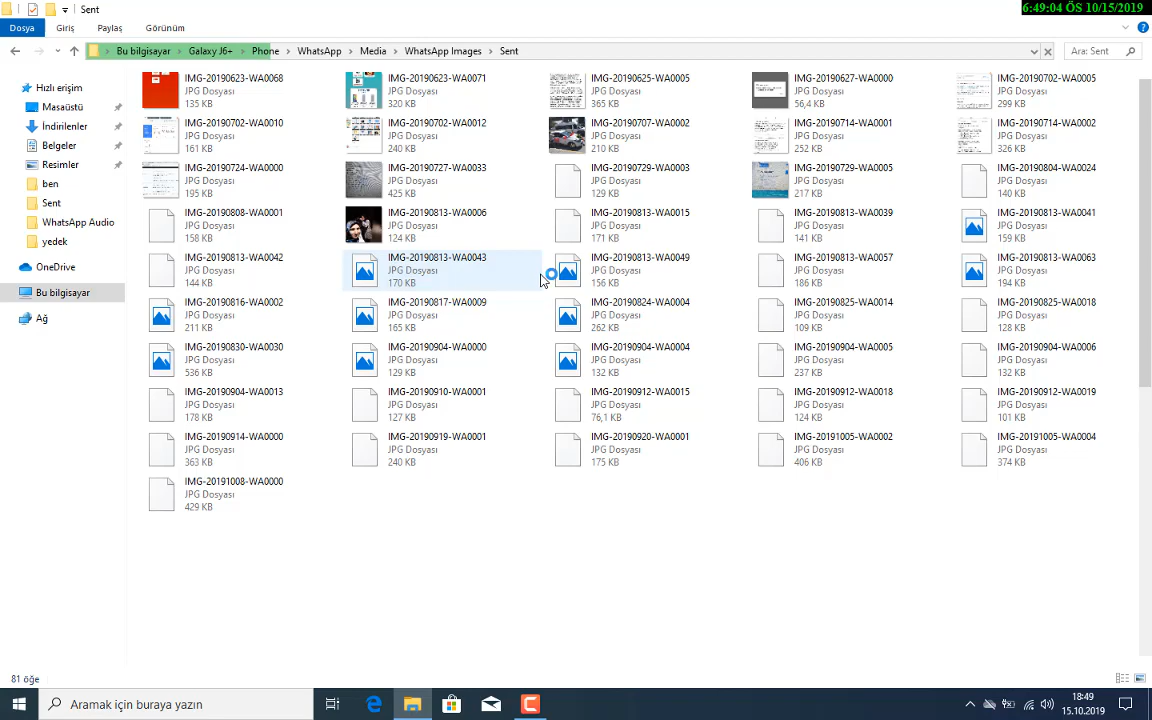 Sent
6:49:04 ÖS 10/15/2019
Dosya Giriş Paylaş Görünüm
Bu bilgisayar Galaxy J6+ Phone WhatsApp Media WhatsApp Images Sent
Ara: Sent
Hızlı erişim
Masaüstü
İndirilenler
Belgeler
Resimler
ben
Sent
WhatsApp Audio
yedek
OneDrive
Bu bilgisayar
Ağ
IMG-20190623-WA0068
JPG Dosyası
135 KB
IMG-20190623-WA0071
JPG Dosyası
320 KB
IMG-20190625-WA0005
JPG Dosyası
365 KB
IMG-20190627-WA0000
JPG Dosyası
56,4 KB
IMG-20190702-WA0005
JPG Dosyası
299 KB
IMG-20190702-WA0010
JPG Dosyası
161 KB
IMG-20190702-WA0012
JPG Dosyası
240 KB
IMG-20190707-WA0002
JPG Dosyası
210 KB
IMG-20190714-WA0001
JPG Dosyası
252 KB
IMG-20190714-WA0002
JPG Dosyası
326 KB
IMG-20190724-WA0000
JPG Dosyası
195 KB
IMG-20190727-WA0033
JPG Dosyası
425 KB
IMG-20190729-WA0003
JPG Dosyası
129 KB
IMG-20190729-WA0005
JPG Dosyası
217 KB
IMG-20190804-WA0024
JPG Dosyası
140 KB
IMG-20190808-WA0001
JPG Dosyası
158 KB
IMG-20190813-WA0006
JPG Dosyası
124 KB
IMG-20190813-WA0015
JPG Dosyası
171 KB
IMG-20190813-WA0039
JPG Dosyası
141 KB
IMG-20190813-WA0041
JPG Dosyası
159 KB
IMG-20190813-WA0042
JPG Dosyası
144 KB
IMG-20190813-WA0043
JPG Dosyası
170 KB
IMG-20190813-WA0049
JPG Dosyası
156 KB
IMG-20190813-WA0057
JPG Dosyası
186 KB
IMG-20190813-WA0063
JPG Dosyası
194 KB
IMG-20190816-WA0002
JPG Dosyası
211 KB
IMG-20190817-WA0009
JPG Dosyası
165 KB
IMG-20190824-WA0004
JPG Dosyası
262 KB
IMG-20190825-WA0014
JPG Dosyası
109 KB
IMG-20190825-WA0018
JPG Dosyası
128 KB
IMG-20190830-WA0030
JPG Dosyası
536 KB
IMG-20190904-WA0000
JPG Dosyası
129 KB
IMG-20190904-WA0004
JPG Dosyası
132 KB
IMG-20190904-WA0005
JPG Dosyası
237 KB
IMG-20190904-WA0006
JPG Dosyası
132 KB
IMG-20190904-WA0013
JPG Dosyası
178 KB
IMG-20190910-WA0001
JPG Dosyası
127 KB
IMG-20190912-WA0015
JPG Dosyası
76,1 KB
IMG-20190912-WA0018
JPG Dosyası
124 KB
IMG-20190912-WA0019
JPG Dosyası
101 KB
IMG-20190914-WA0000
JPG Dosyası
363 KB
IMG-20190919-WA0001
JPG Dosyası
240 KB
IMG-20190920-WA0001
JPG Dosyası
175 KB
IMG-20191005-WA0002
JPG Dosyası
406 KB
IMG-20191005-WA0004
JPG Dosyası
374 KB
IMG-20191008-WA0000
JPG Dosyası
429 KB
81 öğe
Aramak için buraya yazın
18:49
15.10.2019